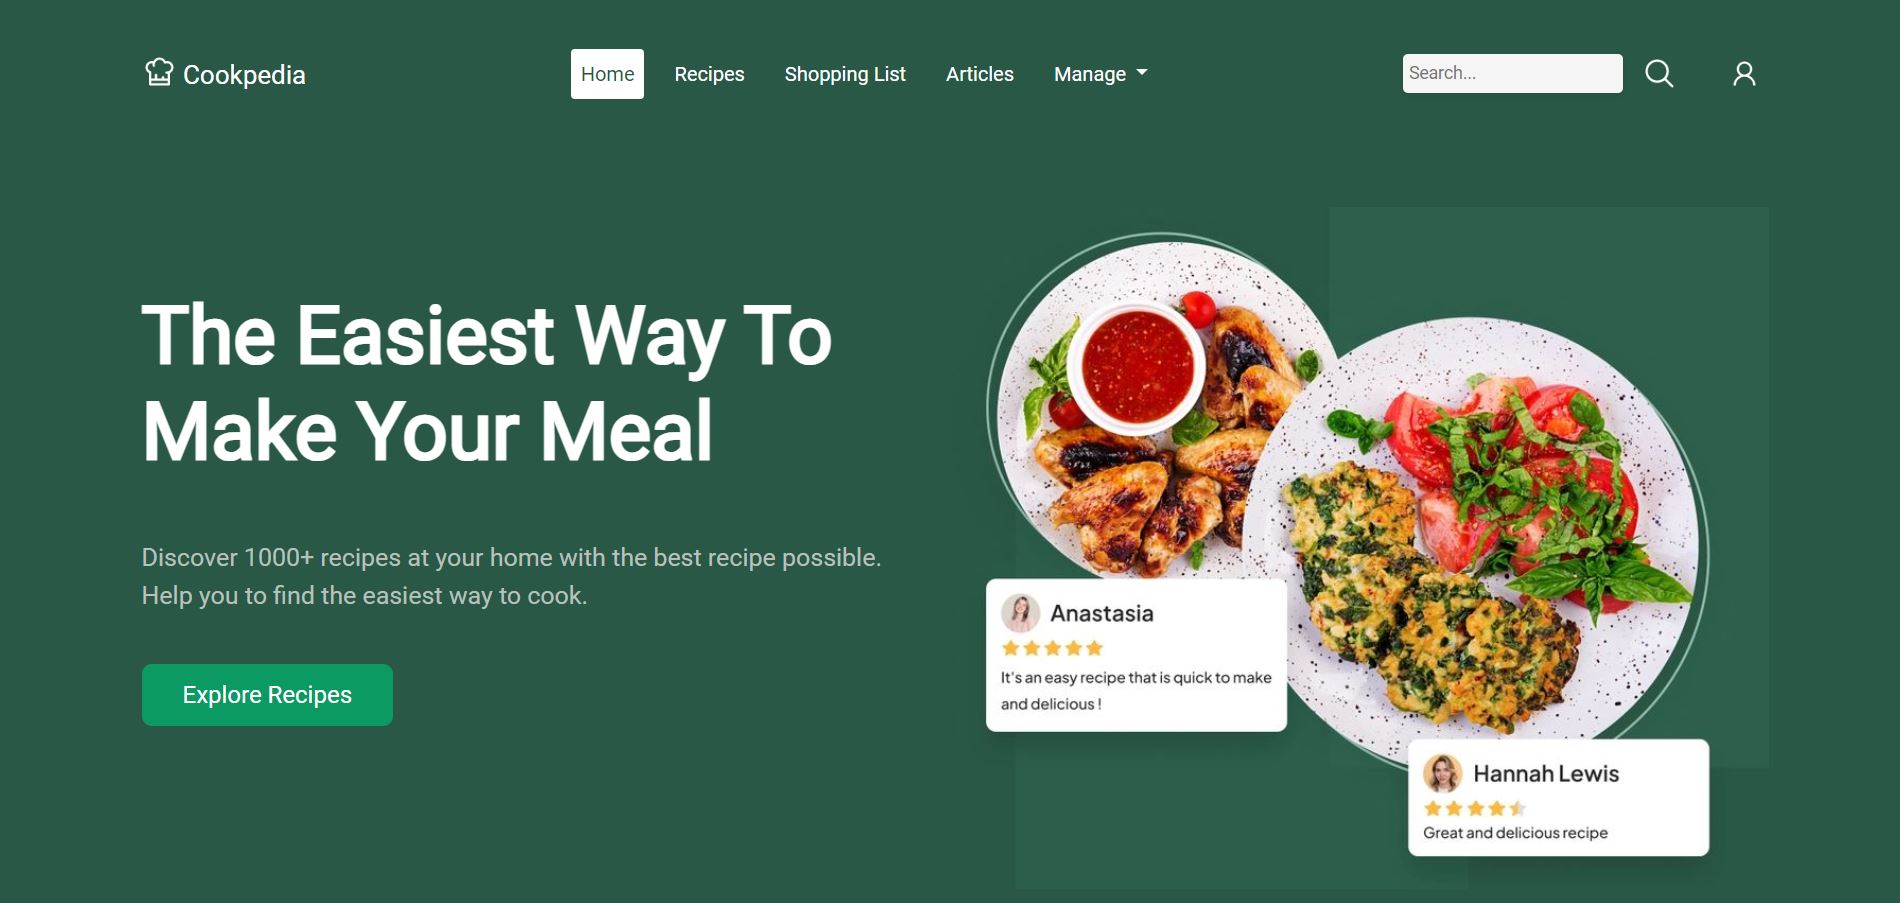 Cookpedia
Home
Recipes
Shopping List
Articles
Manage
Search...
The Easiest Way To
Make Your Meal
Discover 1000+ recipes at your home with the best recipe possible.
Help you to find the easiest way to cook.
Explore Recipes
Anastasia
It's an easy recipe that is quick to make
and delicious !
Hannah Lewis
Great and delicious recipe